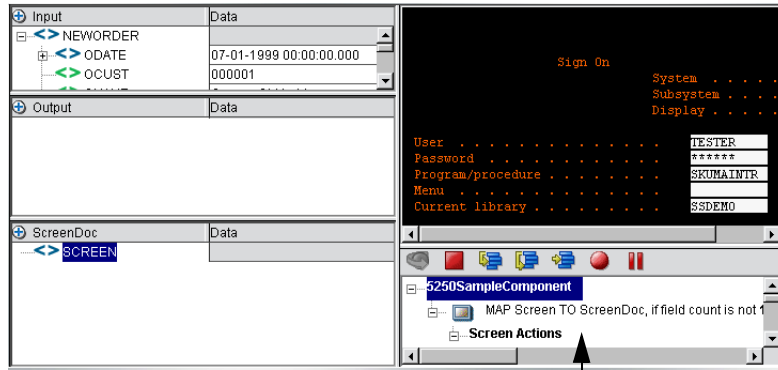 Input Data
NEWORDER
ODATE 07-01-1999 00:00:00.000
OCUST 000001
Output Data
ScreenDoc Data
SCREEN
Sign On
System . . . . .
Subsystem . . . .
Display . . . . .
User . . . . . . . . . . . . . . TESTER
Password . . . . . . . . . . . . ******
Program/procedure . . . . . . . . SKUMAINTR
Menu . . . . . . . . . . . . . .
Current library . . . . . . . . . SSDEMO
5250SampleComponent
MAP Screen TO ScreenDoc, if field count is not
Screen Actions